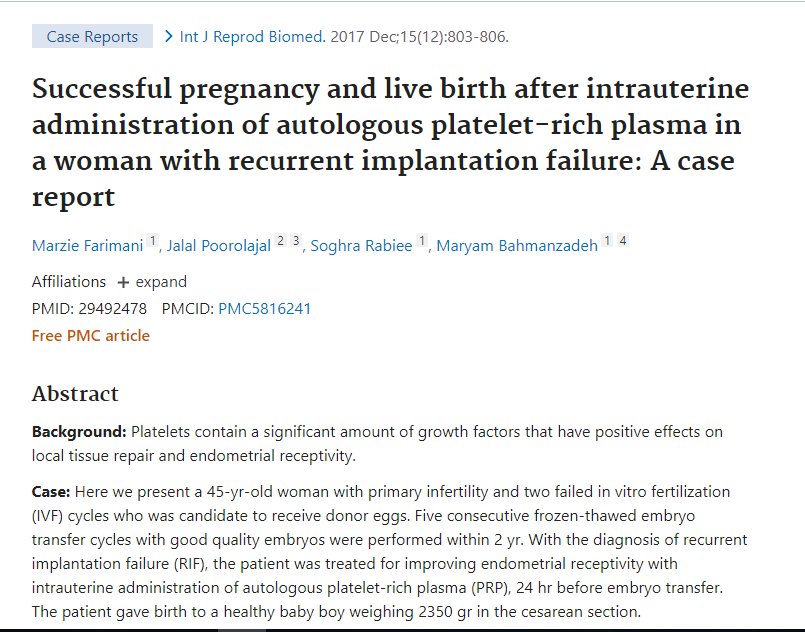 Case Reports > Int J Reprod Biomed. 2017 Dec;15(12):803-806.
Successful pregnancy and live birth after intrauterine
administration of autologous platelet-rich plasma in
a woman with recurrent implantation failure: A case
report
Marzie Farimani 1, Jalal Poorolajal 2 3, Soghra Rabiee 1, Maryam Bahmanzadeh 1 4
Affiliations + expand
PMID: 29492478 PMCID: PMC5816241
Free PMC article
Abstract
Background: Platelets contain a significant amount of growth factors that have positive effects on
local tissue repair and endometrial receptivity.
Case: Here we present a 45-yr-old woman with primary infertility and two failed in vitro fertilization
(IVF) cycles who was candidate to receive donor eggs. Five consecutive frozen-thawed embryo
transfer cycles with good quality embryos were performed within 2 yr. With the diagnosis of recurrent
implantation failure (RIF), the patient was treated for improving endometrial receptivity with
intrauterine administration of autologous platelet-rich plasma (PRP), 24 hr before embryo transfer.
The patient gave birth to a healthy baby boy weighing 2350 gr in the cesarean section.